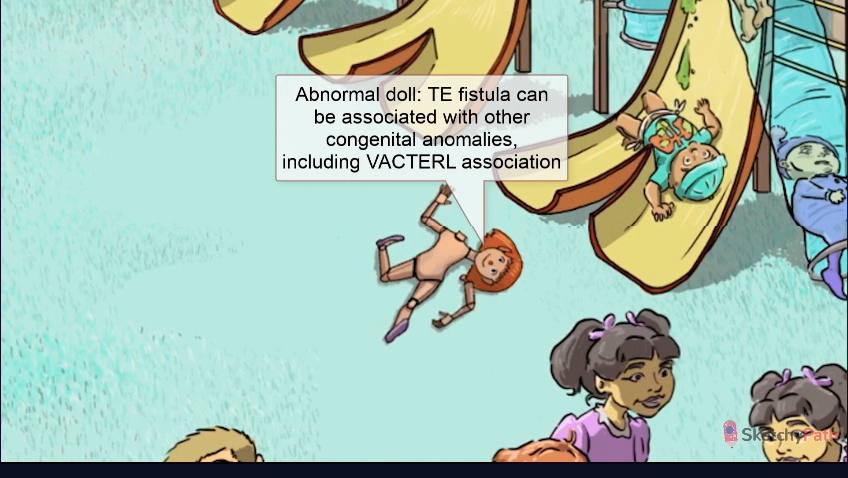 Abnormal doll: TE fistula can
be associated with other
congenital anomalies,
including VACTERL association
SketchyPath